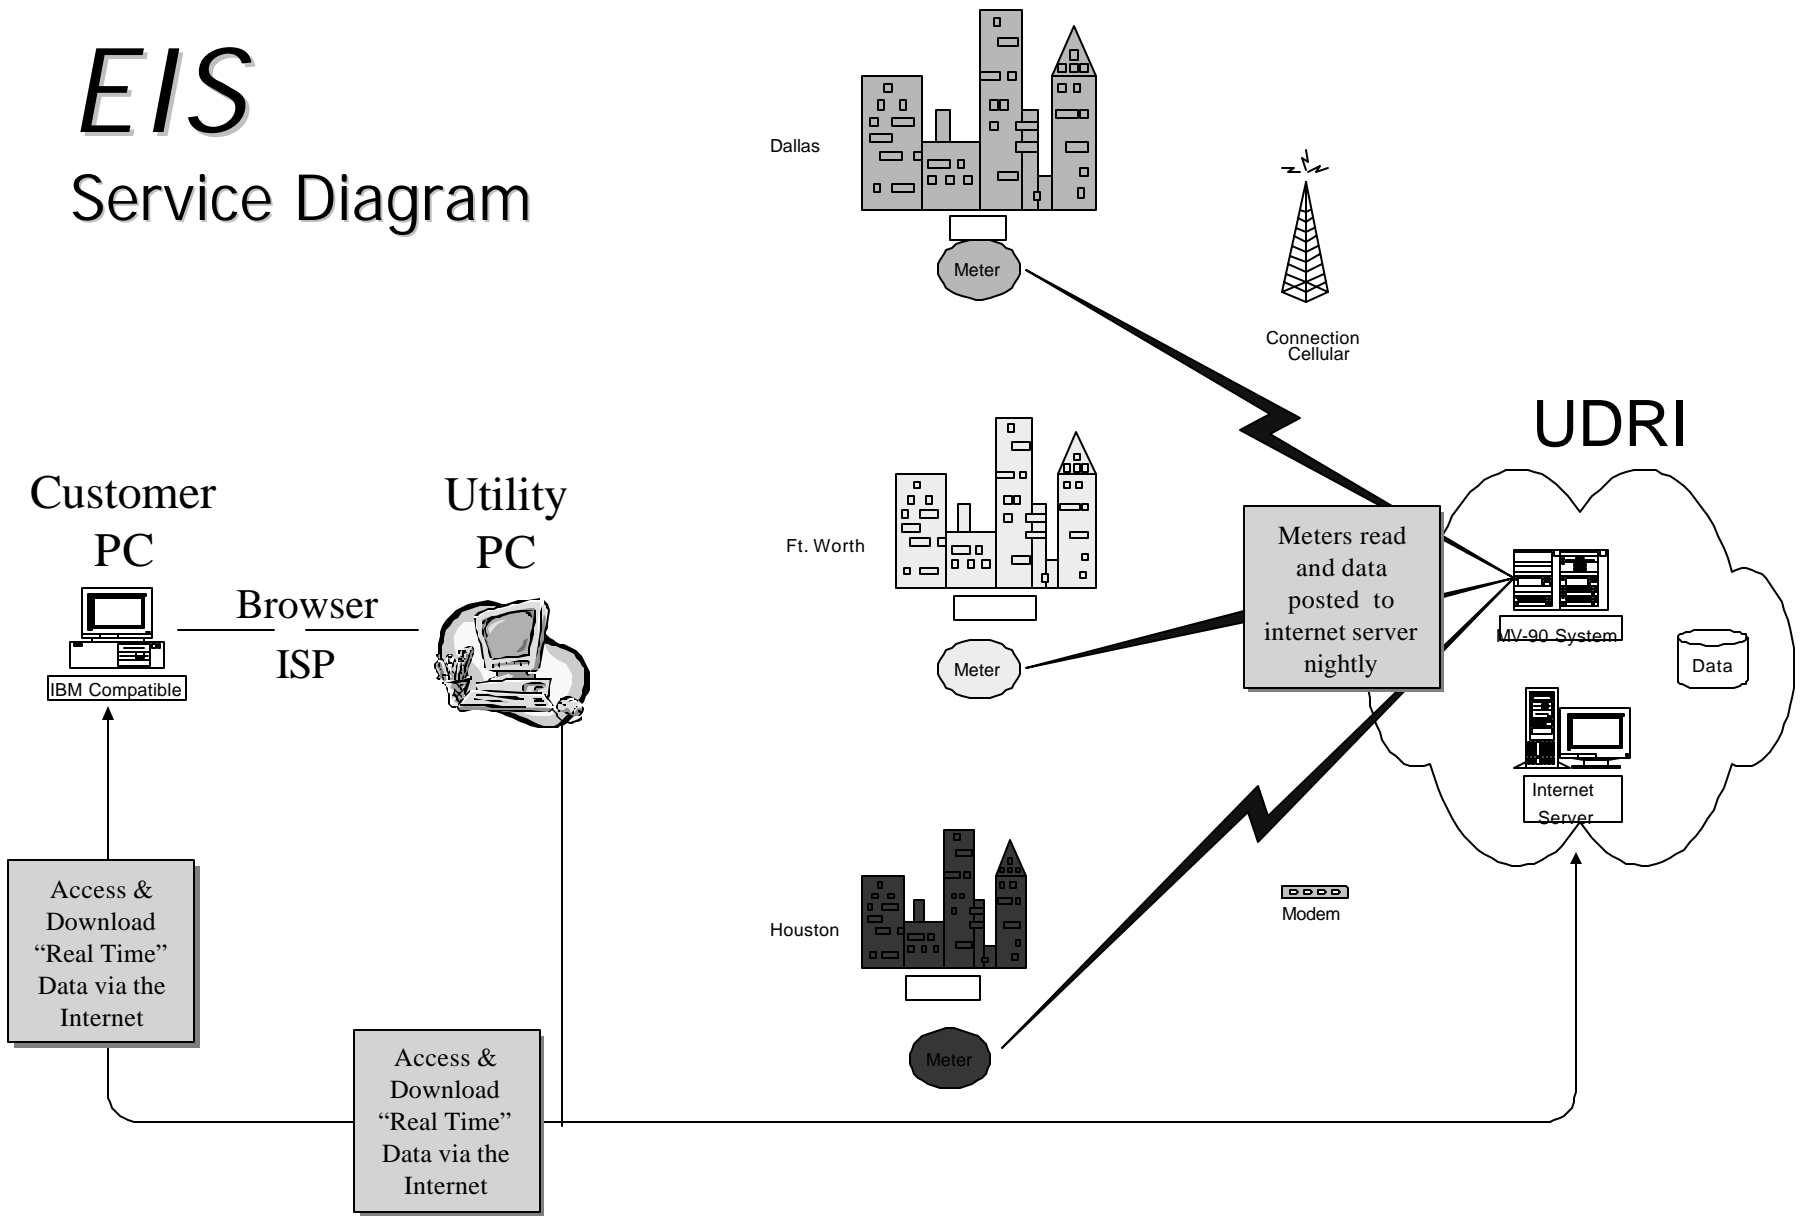 EIS
Service Diagram
Dallas
Meter
Connection
Cellular
UDRI
Customer
PC
Utility
PC
Browser
ISP
IBM Compatible
Ft. Worth
Meter
Meters read
and data
posted to
internet server
nightly
MV-90 System
Data
Internet
Server
Houston
Meter
Modem
Access &
Download
“Real Time”
Data via the
Internet
Access &
Download
“Real Time”
Data via the
Internet